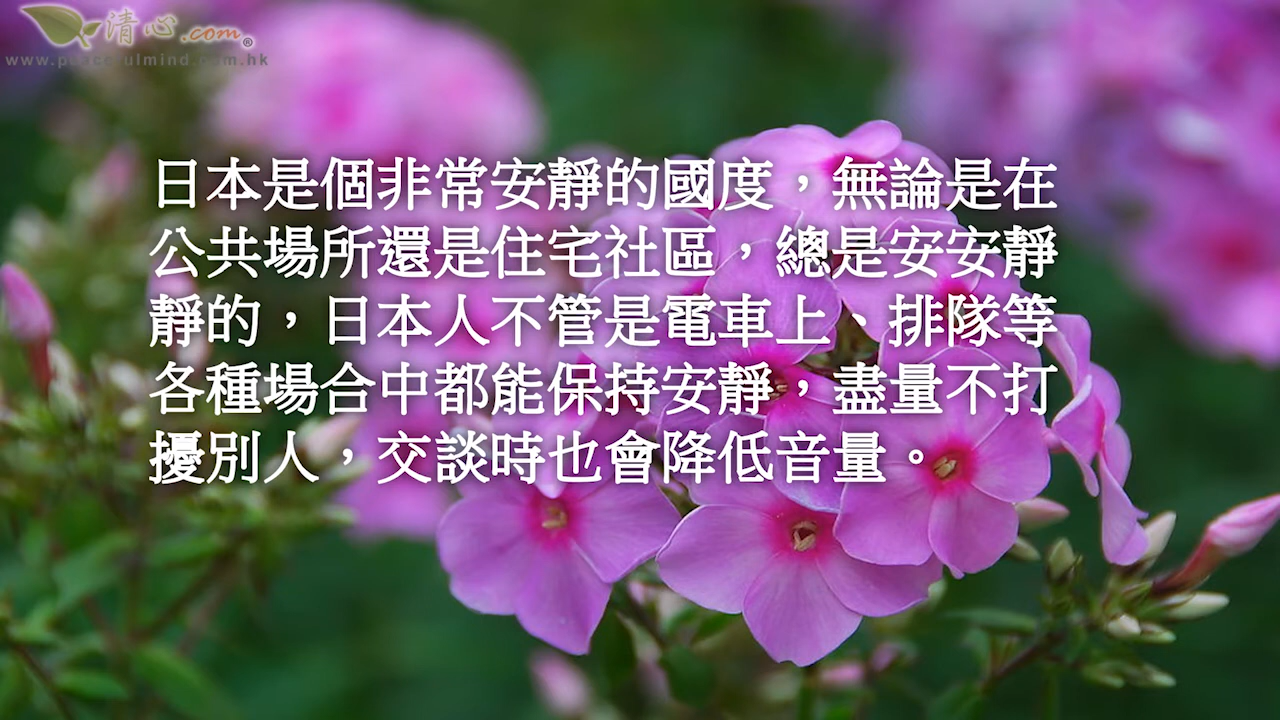 清心.com®
www.peacefulmind.com.hk
日本是個非常安靜的國度，無論是在
公共場所還是住宅社區，總是安安靜
靜的，日本人不管是電車上、排隊等
各種場合中都能保持安靜，盡量不打
擾別人，交談時也會降低音量。